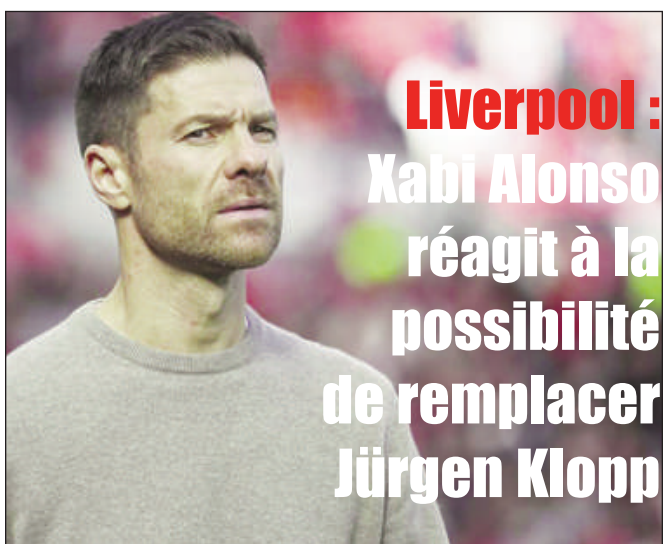 Liverpool :
Xabi Alonso
réagit à la
possibilité
de remplacer
Jürgen Klopp